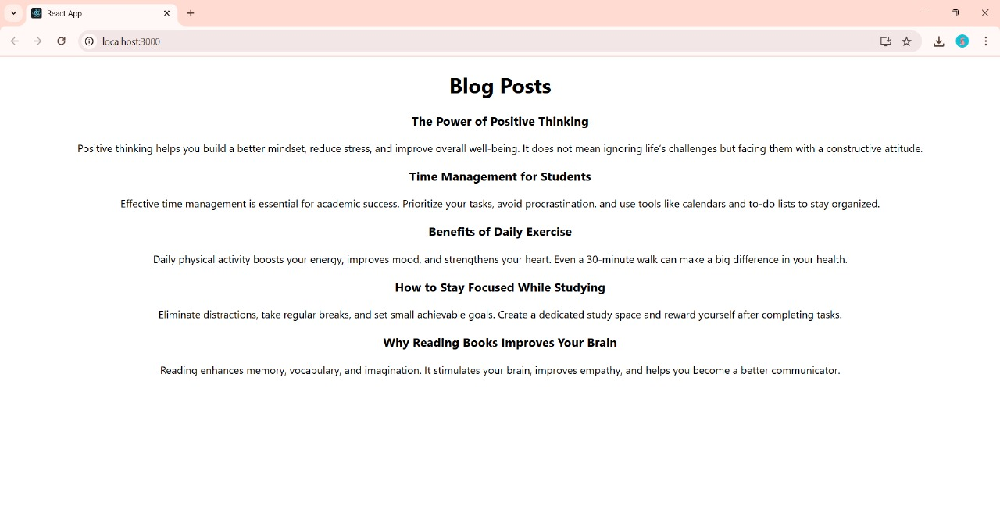 React App
localhost:3000
Blog Posts
The Power of Positive Thinking
Positive thinking helps you build a better mindset, reduce stress, and improve overall well-being. It does not mean ignoring life's challenges but facing them with a constructive attitude.
Time Management for Students
Effective time management is essential for academic success. Prioritize your tasks, avoid procrastination, and use tools like calendars and to-do lists to stay organized.
Benefits of Daily Exercise
Daily physical activity boosts your energy, improves mood, and strengthens your heart. Even a 30-minute walk can make a big difference in your health.
How to Stay Focused While Studying
Eliminate distractions, take regular breaks, and set small achievable goals. Create a dedicated study space and reward yourself after completing tasks.
Why Reading Books Improves Your Brain
Reading enhances memory, vocabulary, and imagination. It stimulates your brain, improves empathy, and helps you become a better communicator.